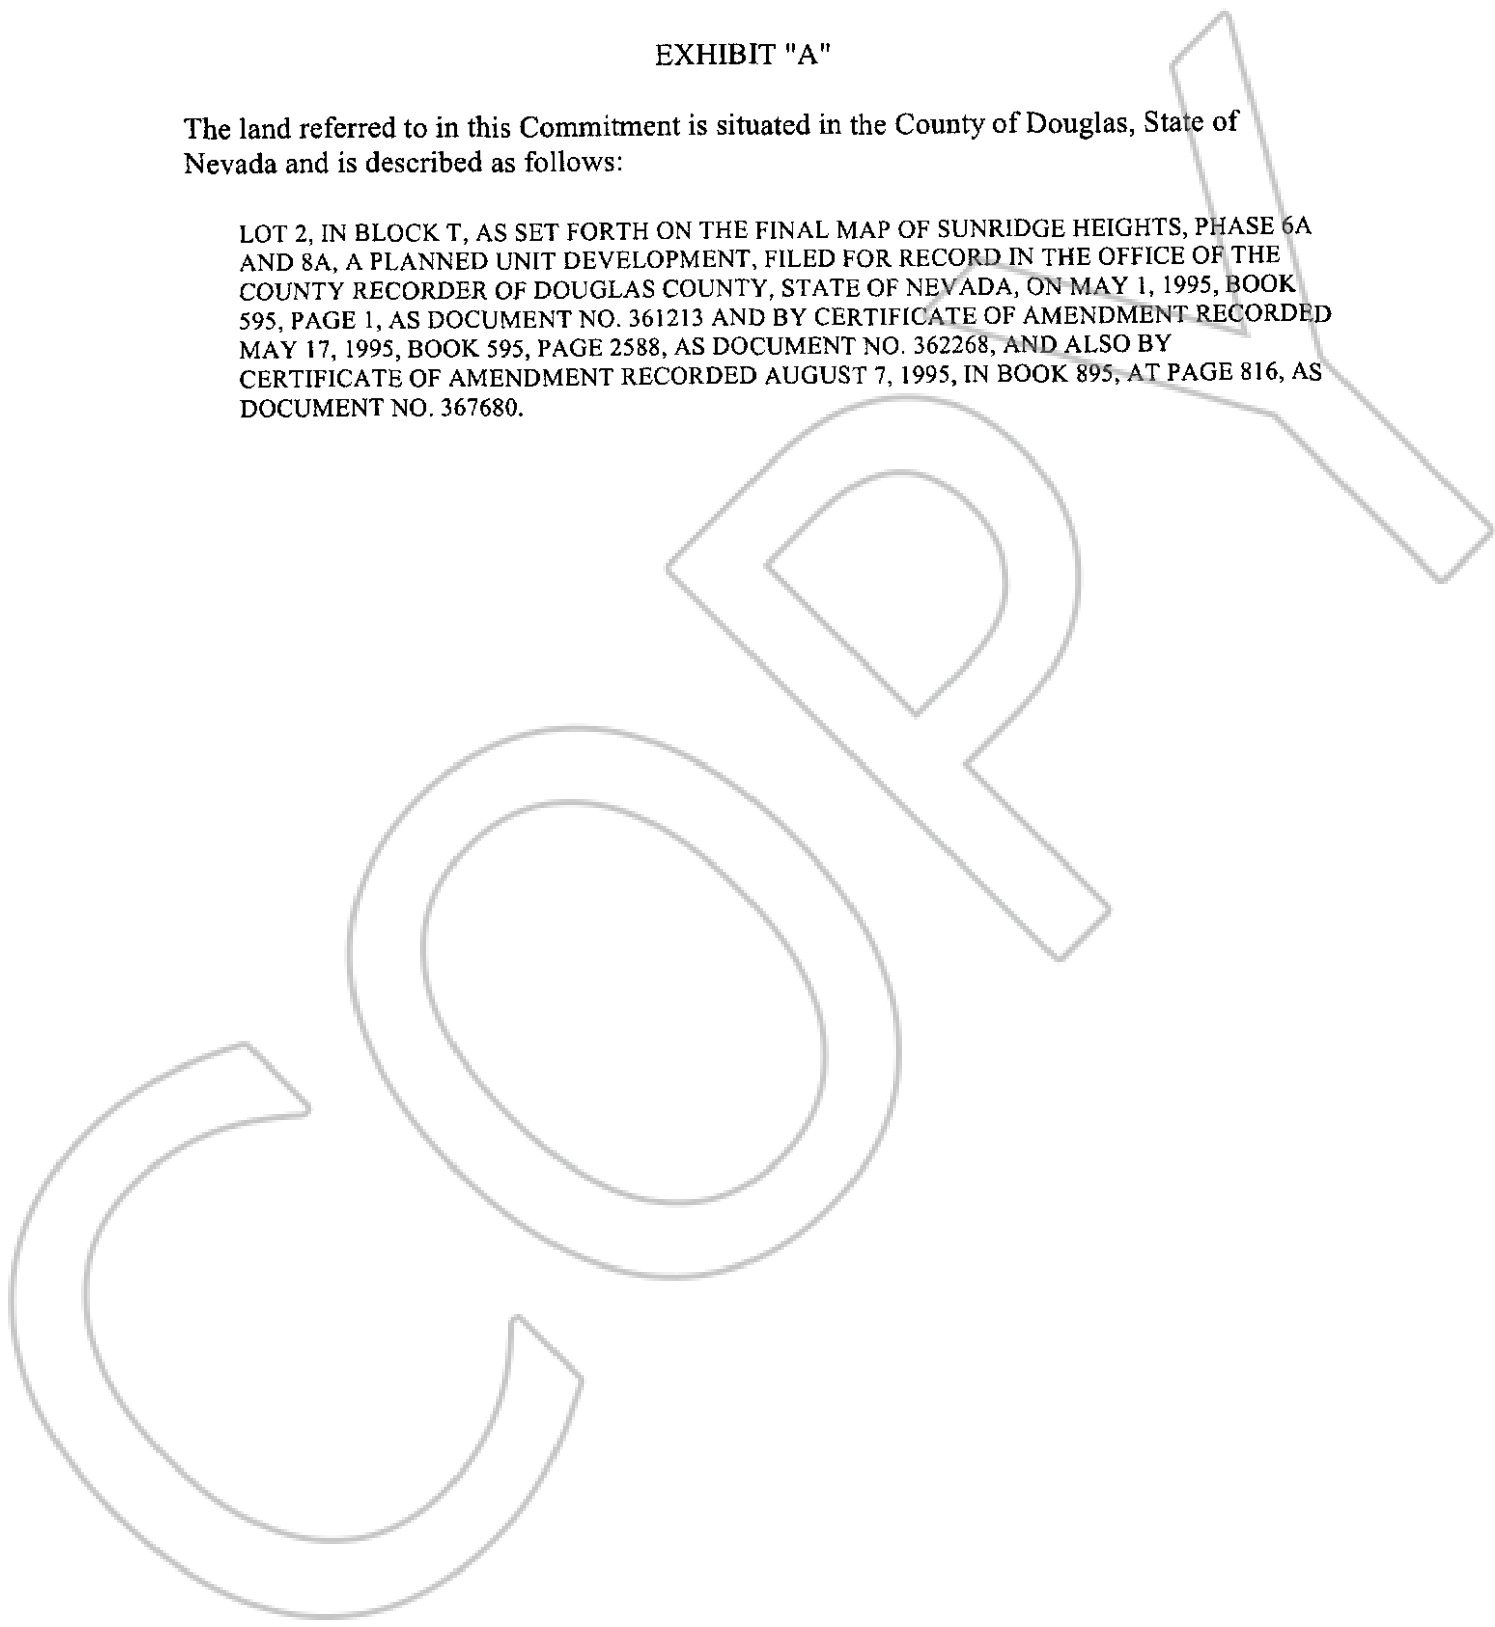 EXHIBIT "A"
The land referred to in this Commitment is situated in the County of Douglas, State of
Nevada and is described as follows:
LOT 2, IN BLOCK T, AS SET FORTH ON THE FINAL MAP OF SUNRIDGE HEIGHTS, PHASE 6A
AND 8A, A PLANNED UNIT DEVELOPMENT, FILED FOR RECORD IN THE OFFICE OF THE
COUNTY RECORDER OF DOUGLAS COUNTY, STATE OF NEVADA, ON MAY 1, 1995, BOOK
595, PAGE 1, AS DOCUMENT NO. 361213 AND BY CERTIFICATE OF AMENDMENT RECORDED
MAY 17, 1995, BOOK 595, PAGE 2588, AS DOCUMENT NO. 362268, AND ALSO BY
CERTIFICATE OF AMENDMENT RECORDED AUGUST 7, 1995, IN BOOK 895, AT PAGE 816, AS
DOCUMENT NO. 367680.
COPY